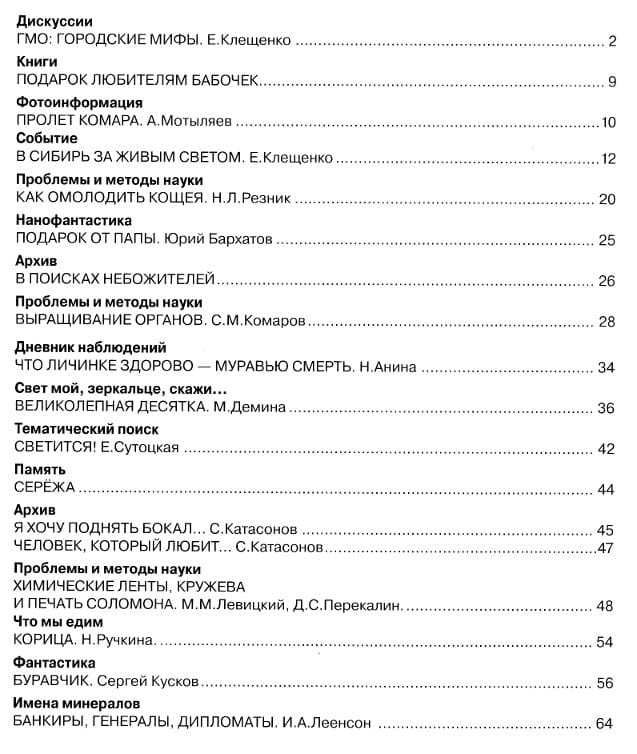 Дискуссии
ГМО: ГОРОДСКИЕ МИФЫ. Е.Клещенко ... 2
Книги
ПОДАРОК ЛЮБИТЕЛЯМ БАБОЧЕК ... 9
Фотоинформация
ПРОЛЕТ КОМАРА. А.Мотыляев ... 10
Событие
В СИБИРЬ ЗА ЖИВЫМ СВЕТОМ. Е.Клещенко ... 12
Проблемы и методы науки
КАК ОМОЛОДИТЬ КОЩЕЯ. Н.Л.Резник ... 20
Нанофантастика
ПОДАРОК ОТ ПАПЫ. Юрий Бархатов ... 25
Архив
В ПОИСКАХ НЕБОЖИТЕЛЕЙ ... 26
Проблемы и методы науки
ВЫРАЩИВАНИЕ ОРГАНОВ. С.М.Комаров ... 28
Дневник наблюдений
ЧТО ЛИЧИНКЕ ЗДОРОВО — МУРАВЬЮ СМЕРТЬ. Н.Анина ... 34
Свет мой, зеркальце, скажи...
ВЕЛИКОЛЕПНАЯ ДЕСЯТКА. М.Демина ... 36
Тематический поиск
СВЕТИТСЯ! Е.Сутоцкая ... 42
Память
СЕРЁЖА ... 44
Архив
Я ХОЧУ ПОДНЯТЬ БОКАЛ... С.Катасонов ... 45
ЧЕЛОВЕК, КОТОРЫЙ ЛЮБИТ... С.Катасонов ... 47
Проблемы и методы науки
ХИМИЧЕСКИЕ ЛЕНТЫ, КРУЖЕВА
И ПЕЧАТЬ СОЛОМОНА. М.М.Левицкий, Д.С.Перекалин. ... 48
Что мы едим
КОРИЦА. Н.Ручкина. ... 54
Фантастика
БУРАВЧИК. Сергей Кусков ... 56
Имена минералов
БАНКИРЫ, ГЕНЕРАЛЫ, ДИПЛОМАТЫ. И.А.Леенсон ... 64